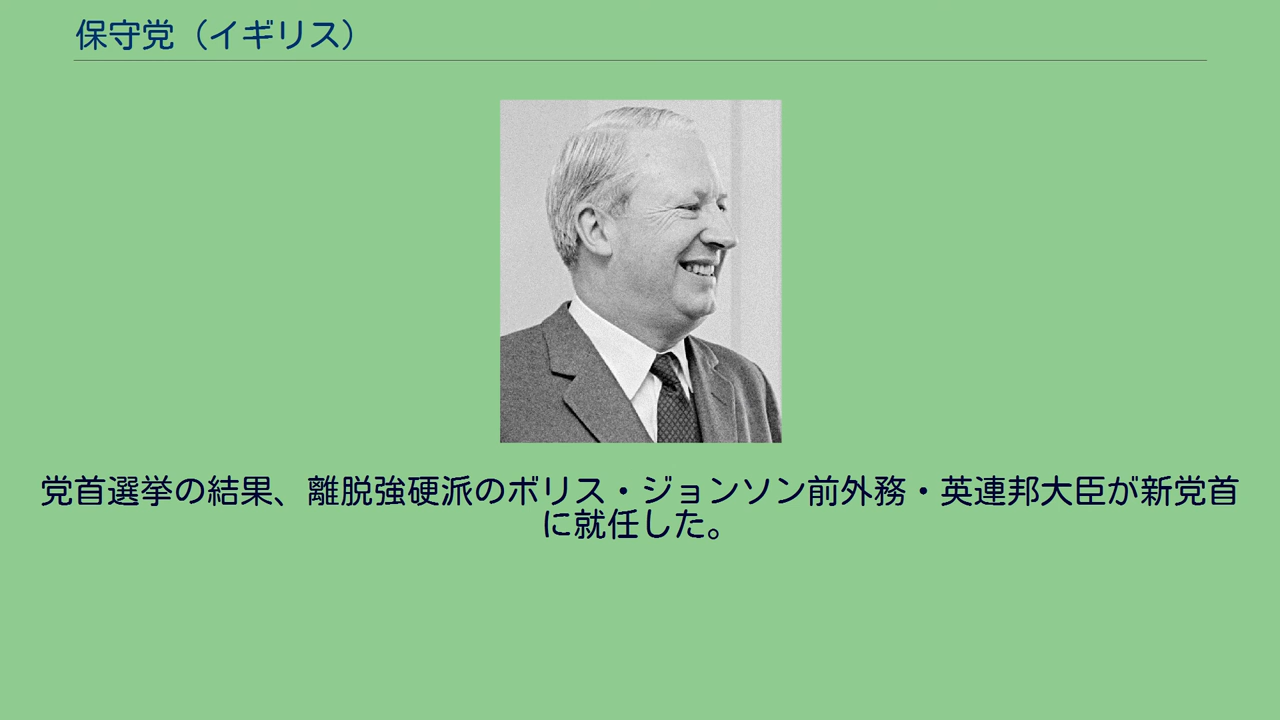 保守党（イギリス）
党首選挙の結果、離脱強硬派のボリス・ジョンソン前外務・英連邦大臣が新党首
に就任した。